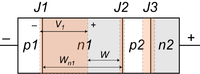 J1 J2 J3
− V₁ + +
− p1 n1 p2 n2 +
Wn1 W